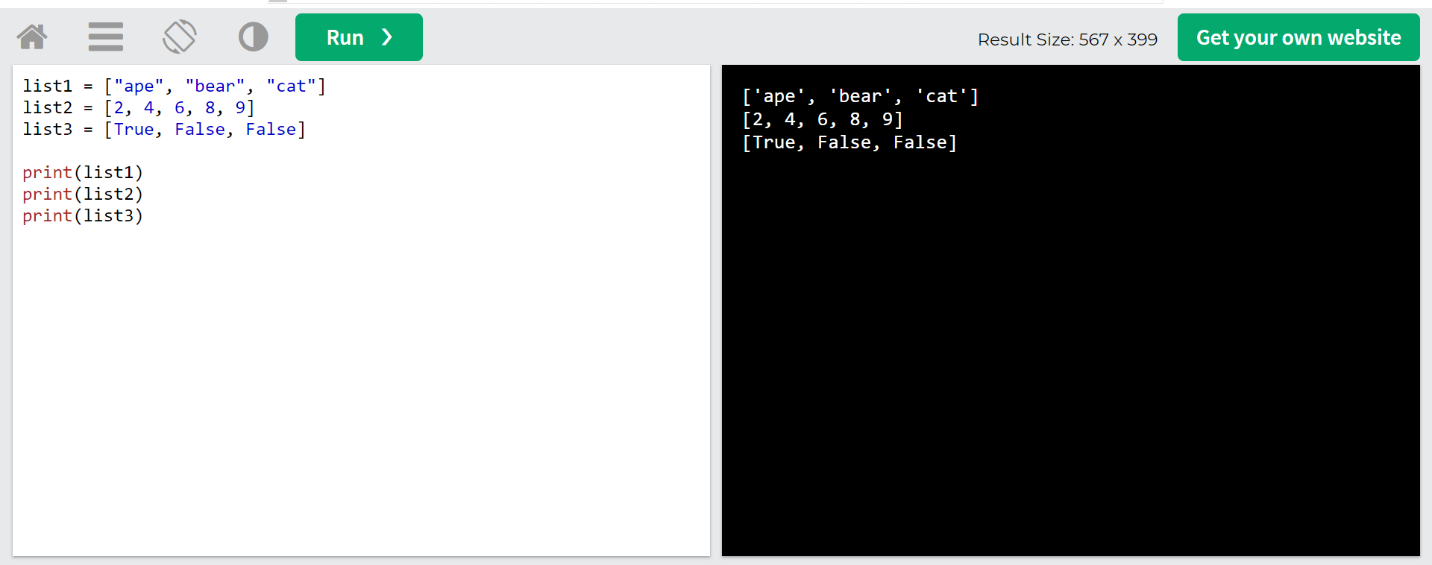 Run ❯
Result Size: 567 x 399
Get your own website
list1 = ["ape", "bear", "cat"]
list2 = [2, 4, 6, 8, 9]
list3 = [True, False, False]
print(list1)
print(list2)
print(list3)
['ape', 'bear', 'cat']
[2, 4, 6, 8, 9]
[True, False, False]